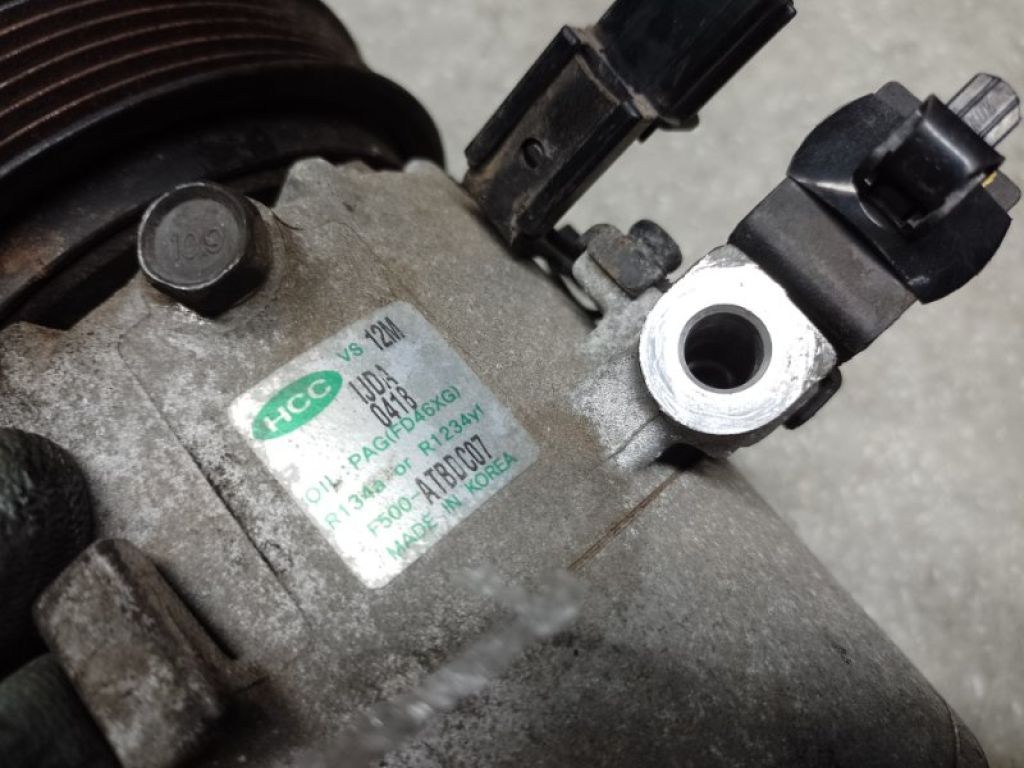 10.9
HCC VS 12M
IJDA
0418
OIL : PAG(FD46XG)
R134a or R1234yf
F500-ATBDC07
MADE IN KOREA